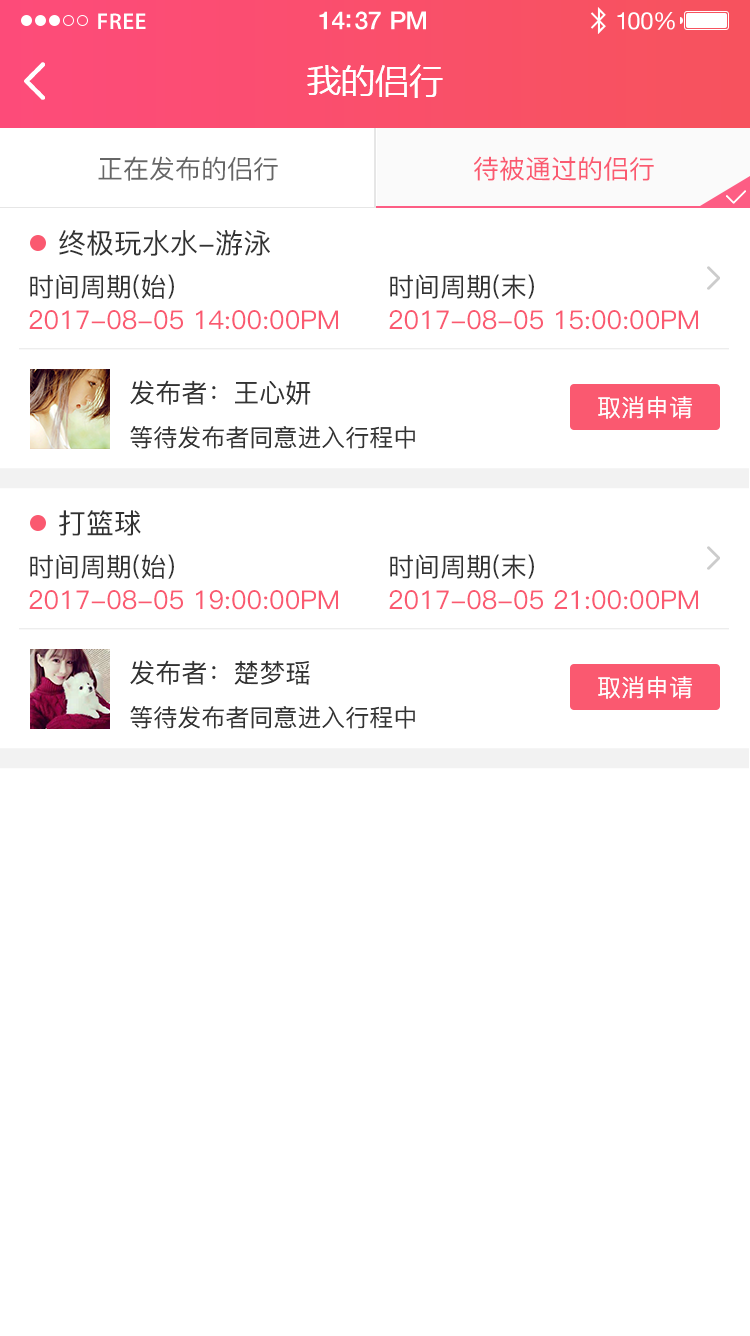 FREE 14:37 PM 100%
我的侣行
正在发布的侣行 待被通过的侣行
终极玩水水-游泳
时间周期(始) 时间周期(末)
2017-08-05 14:00:00PM 2017-08-05 15:00:00PM
发布者：王心妍
取消申请
等待发布者同意进入行程中
打篮球
时间周期(始) 时间周期(末)
2017-08-05 19:00:00PM 2017-08-05 21:00:00PM
发布者：楚梦瑶
取消申请
等待发布者同意进入行程中